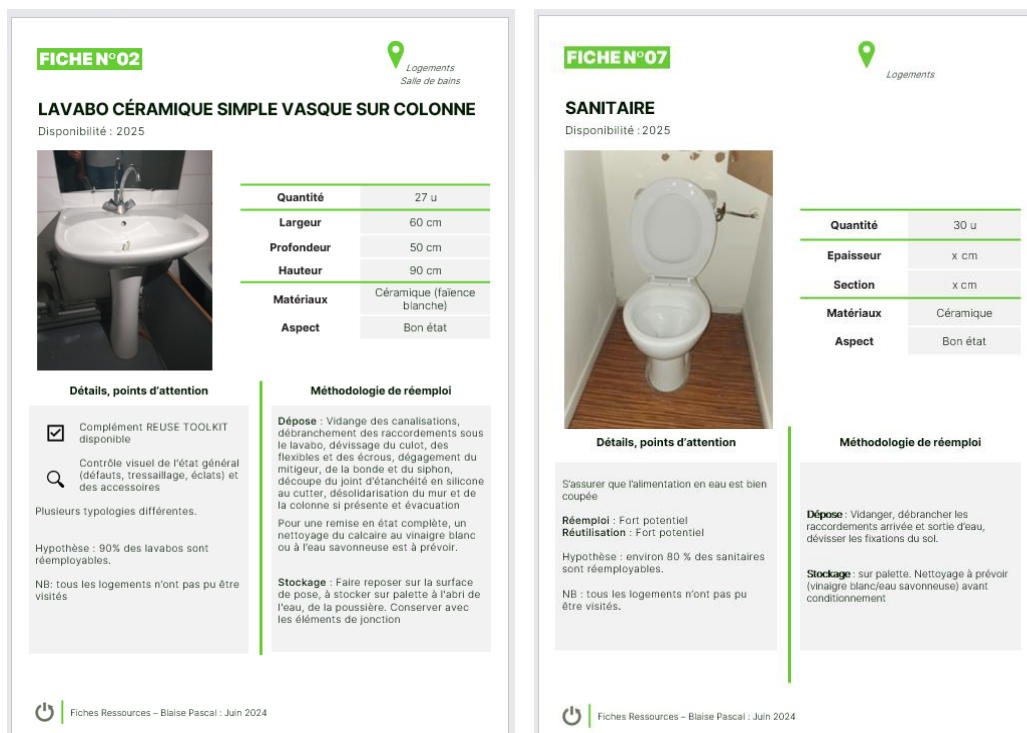 FICHE N°02
Logements
Salle de bains
LAVABO CÉRAMIQUE SIMPLE VASQUE SUR COLONNE
Disponibilité : 2025
Quantité 27 u
Largeur 60 cm
Profondeur 50 cm
Hauteur 90 cm
Matériaux Céramique (faïence
blanche)
Aspect Bon état
Détails, points d'attention
Complément REUSE TOOLKIT
disponible
Contrôle visuel de l'état général
(défauts, tressaillage, éclats) et
des accessoires
Plusieurs typologies différentes.
Hypothèse : 90% des lavabos sont
réemployables.
NB: tous les logements n'ont pas pu être
visités
Méthodologie de réemploi
Dépose : Vidange des canalisations,
débranchement des raccordements sous
le lavabo, dévissage du culot, des
flexibles et des écrous, dégagement du
mitigeur, de la bonde et du siphon,
découpe du joint d'étanchéité en silicone
au cutter, désolidarisation du mur et de
la colonne si présente et évacuation
Pour une remise en état complète, un
nettoyage du calcaire au vinaigre blanc
ou à l'eau savonneuse est à prévoir.
Stockage : Faire reposer sur la surface
de pose, à stocker sur palette à l'abri de
l'eau, de la poussière. Conserver avec
les éléments de jonction
Fiches Ressources – Blaise Pascal : Juin 2024
FICHE N°07
Logements
SANITAIRE
Disponibilité : 2025
Quantité 30 u
Epaisseur x cm
Section x cm
Matériaux Céramique
Aspect Bon état
Détails, points d'attention
S'assurer que l'alimentation en eau est bien
coupée
Réemploi : Fort potentiel
Réutilisation : Fort potentiel
Hypothèse : environ 80 % des sanitaires
sont réemployables.
NB : tous les logements n'ont pas pu
être visités.
Méthodologie de réemploi
Dépose : Vidanger, débrancher les
raccordements arrivée et sortie d'eau,
dévisser les fixations du sol.
Stockage : sur palette. Nettoyage à prévoir
(vinaigre blanc/eau savonneuse) avant
conditionnement
Fiches Ressources – Blaise Pascal : Juin 2024